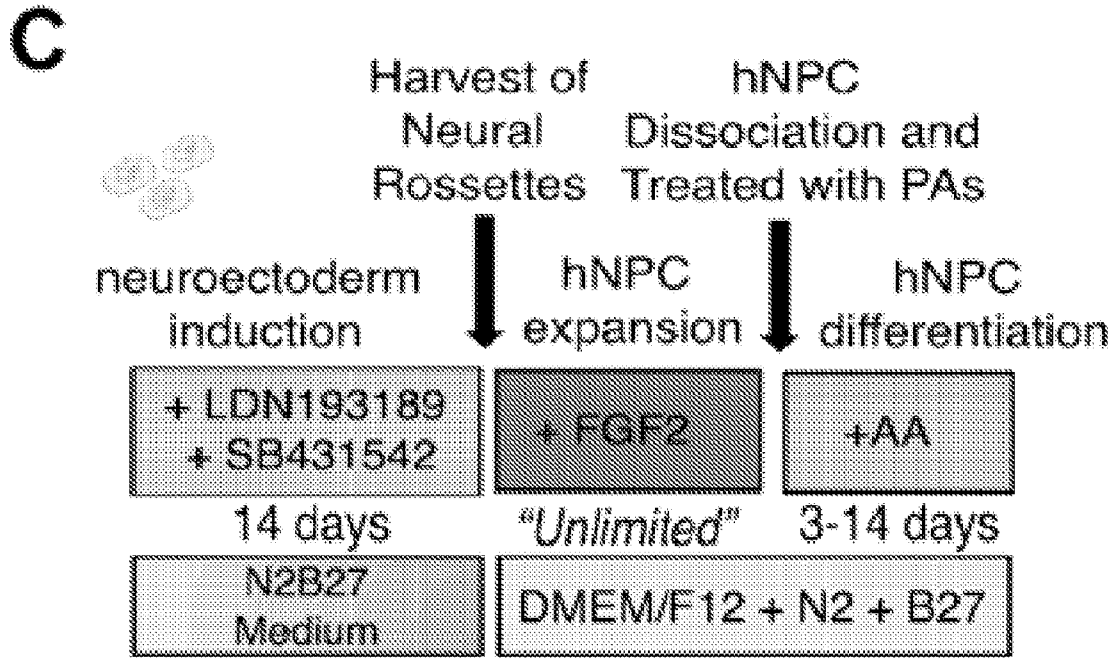 C
Harvest of
Neural
Rossettes
hNPC
Dissociation and
Treated with PAs
neuroectoderm
induction
hNPC
expansion
hNPC
differentiation
+ LDN193189
+ SB431542
+ FGF2
+AA
14 days
“Unlimited”
3-14 days
N2B27
Medium
DMEM/F12 + N2 + B27